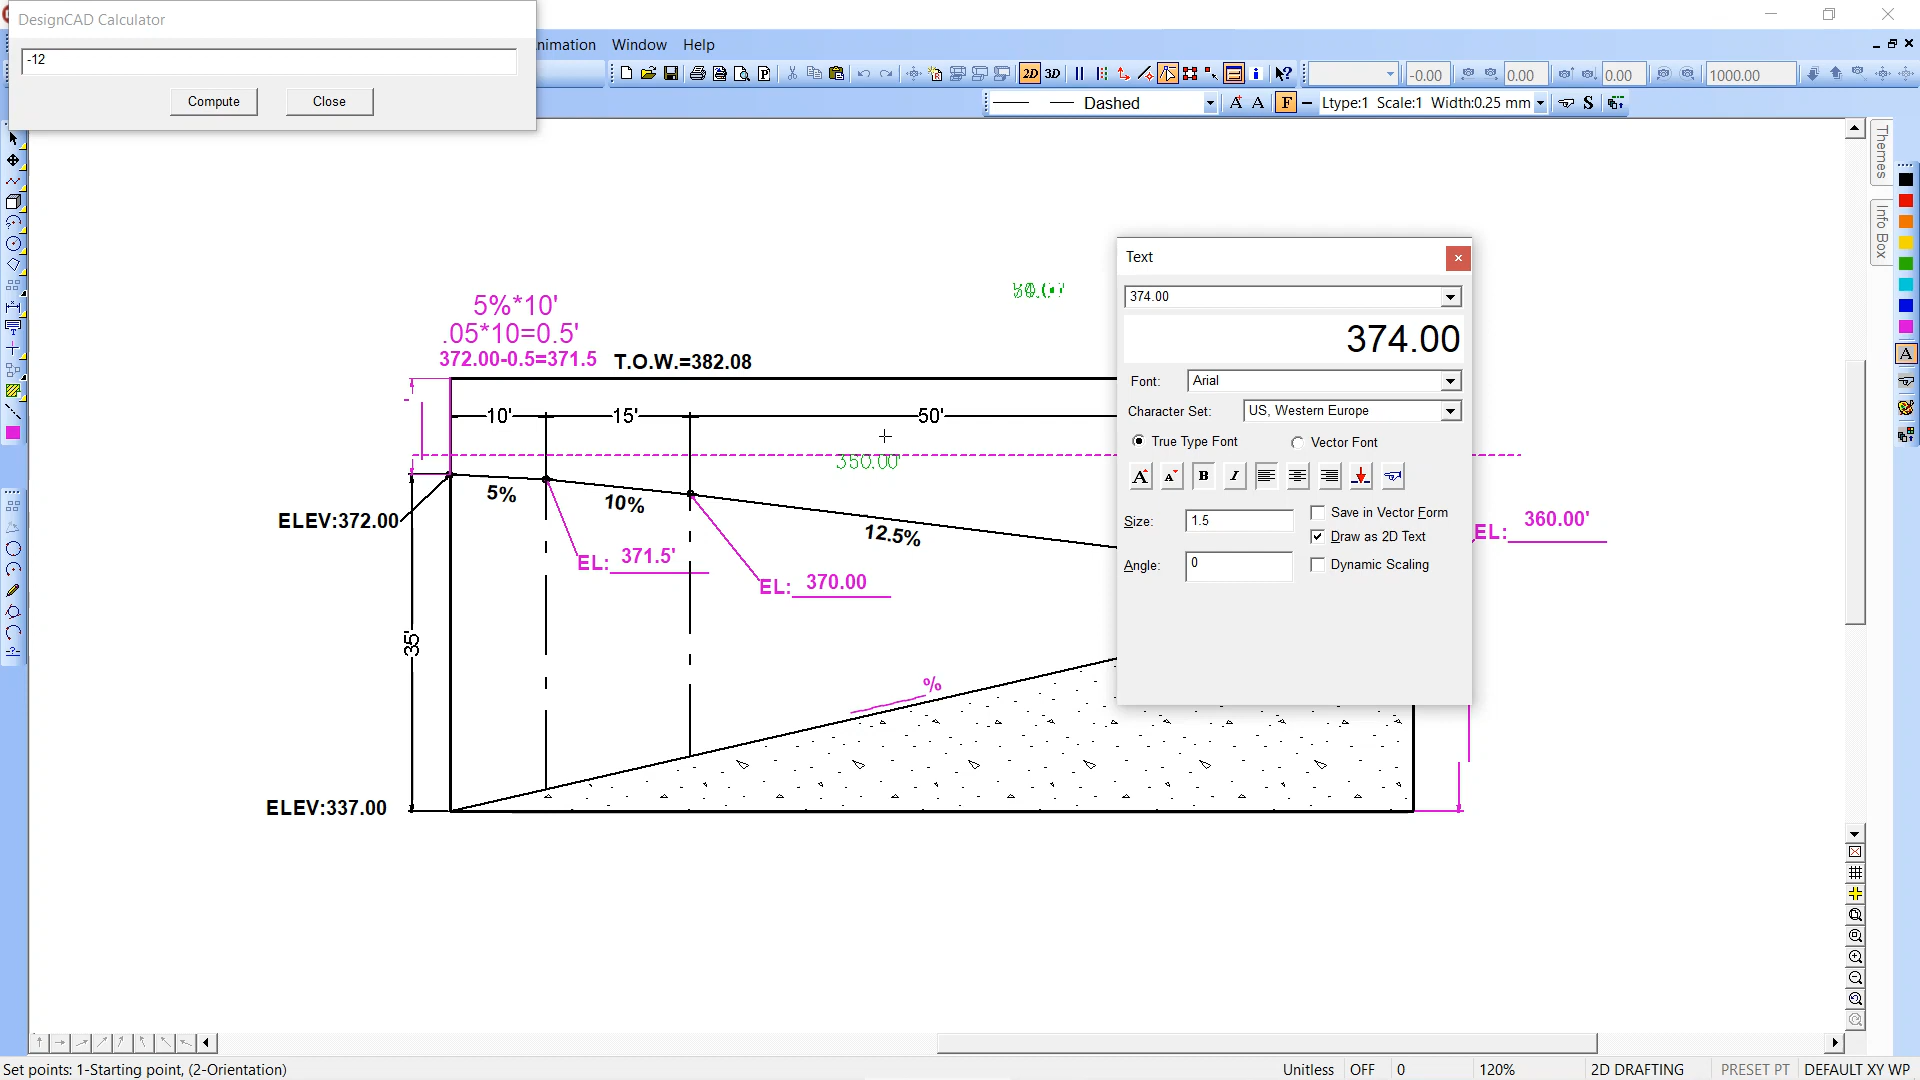 DesignCAD Calculator
-12
Compute
Close
nimation Window Help
2D 3D
-0.00
0.00
0.00
1000.00
Dashed
A A F
Ltype:1 Scale:1 Width:0.25 mm
S
Themes
Info Box
5%*10'
.05*10=0.5'
372.00-0.5=371.5
T.O.W.=382.08
10'
15'
50'
350.00'
5%
10%
12.5%
ELEV:372.00
EL: 371.5'
EL: 370.00
EL: 360.00'
35'
%
ELEV:337.00
Text
374.00
374.00
Font: Arial
Character Set: US, Western Europe
True Type Font
Vector Font
A A B I
Size: 1.5
Save in Vector Form
Draw as 2D Text
Angle: 0
Dynamic Scaling
A
Set points: 1-Starting point, (2-Orientation)
Unitless OFF 0 120% 2D DRAFTING PRESET PT DEFAULT XY WP